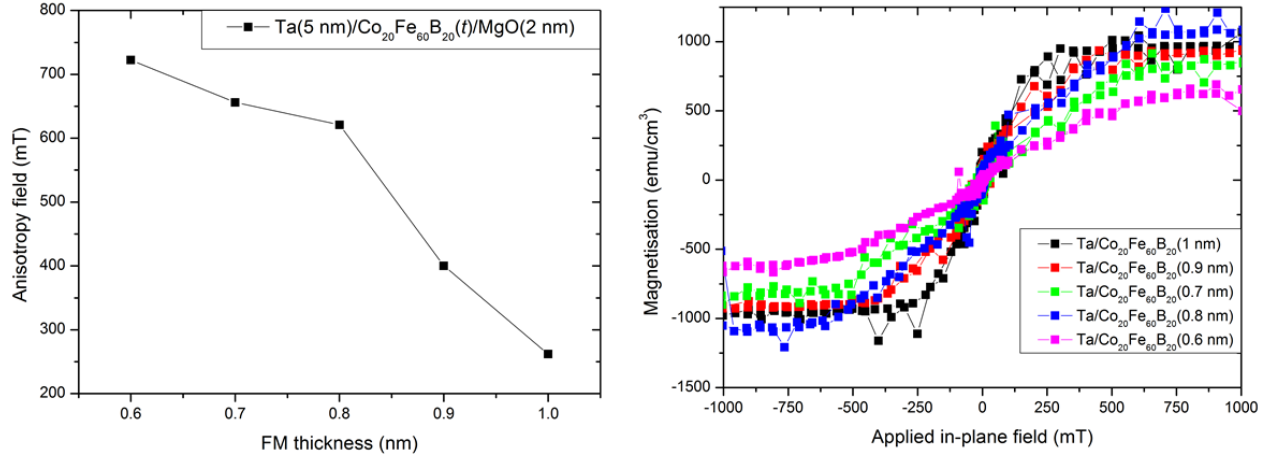 Ta(5 nm)/Co₂₀Fe₆₀B₂₀(t)/MgO(2 nm)
800
700
600
500
400
300
200
0.6
0.7
0.8
0.9
1.0
Anisotropy field (mT)
FM thickness (nm)
1000
500
0
-500
-1000
-1500
Magnetisation (emu/cm³)
Ta/Co₂₀Fe₆₀B₂₀(1 nm)
Ta/Co₂₀Fe₆₀B₂₀(0.9 nm)
Ta/Co₂₀Fe₆₀B₂₀(0.7 nm)
Ta/Co₂₀Fe₆₀B₂₀(0.8 nm)
Ta/Co₂₀Fe₆₀B₂₀(0.6 nm)
-1000
-750
-500
-250
0
250
500
750
1000
Applied in-plane field (mT)